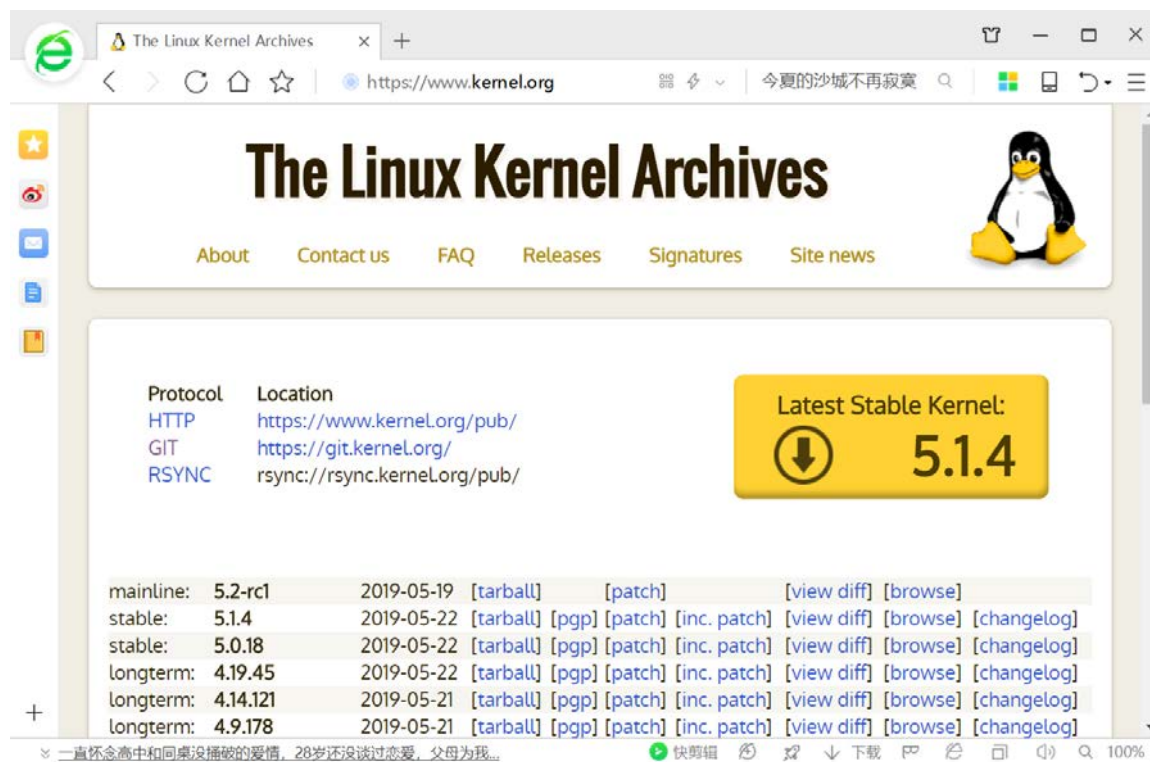 The Linux Kernel Archives
https://www.kernel.org 今夏的沙城不再寂寞
The Linux Kernel Archives
About Contact us FAQ Releases Signatures Site news
Protocol Location
HTTP https://www.kernel.org/pub/
GIT https://git.kernel.org/
RSYNC rsync://rsync.kernel.org/pub/
Latest Stable Kernel:
5.1.4
mainline: 5.2-rc1 2019-05-19 [tarball] [patch] [view diff] [browse]
stable: 5.1.4 2019-05-22 [tarball] [pgp] [patch] [inc. patch] [view diff] [browse] [changelog]
stable: 5.0.18 2019-05-22 [tarball] [pgp] [patch] [inc. patch] [view diff] [browse] [changelog]
longterm: 4.19.45 2019-05-22 [tarball] [pgp] [patch] [inc. patch] [view diff] [browse] [changelog]
longterm: 4.14.121 2019-05-21 [tarball] [pgp] [patch] [inc. patch] [view diff] [browse] [changelog]
longterm: 4.9.178 2019-05-21 [tarball] [pgp] [patch] [inc. patch] [view diff] [browse] [changelog]
一直怀念高中和同桌没捅破的爱情，28岁还没谈过恋爱，父母为我... 快剪辑 下载 100%